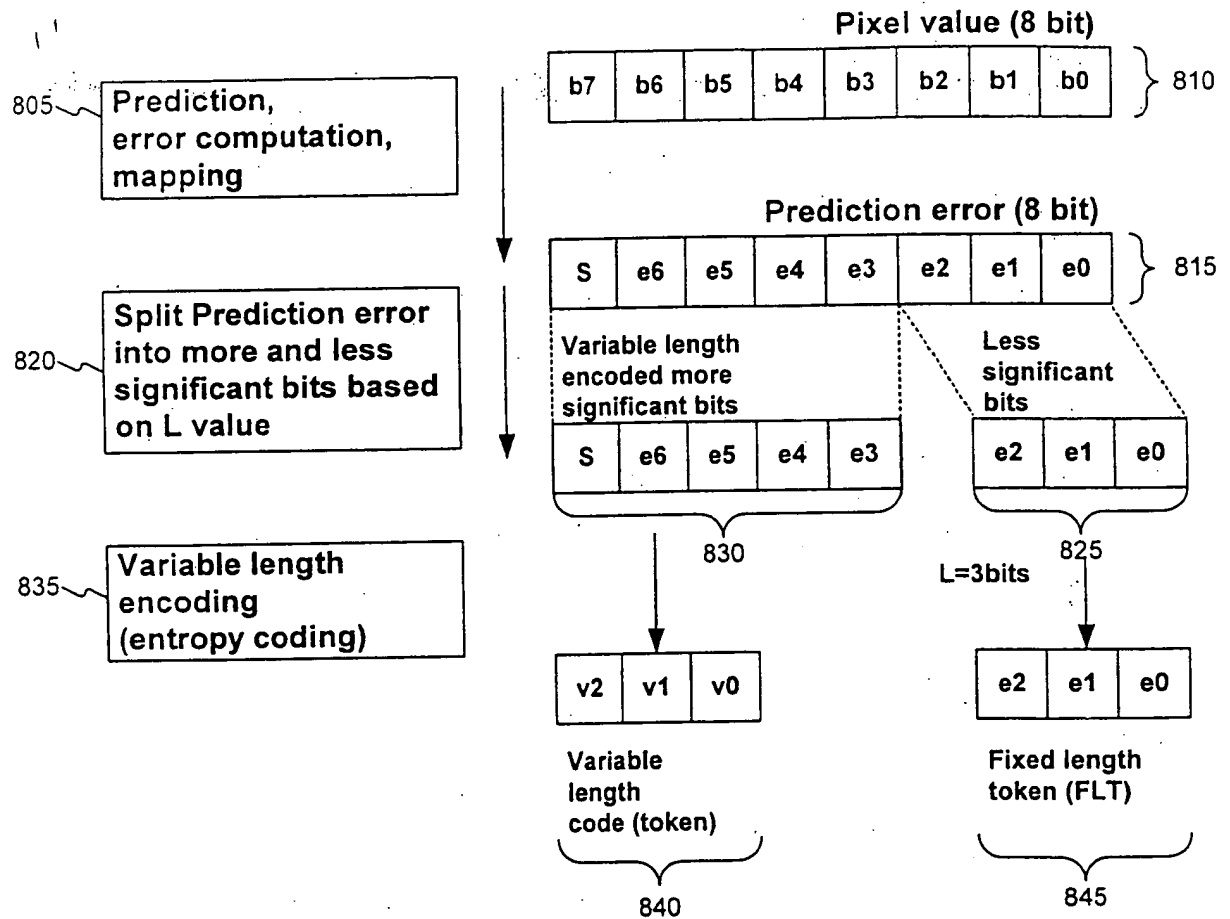 Pixel value (8 bit)
b7 b6 b5 b4 b3 b2 b1 b0
810
805
Prediction,
error computation,
mapping
Prediction error (8 bit)
S e6 e5 e4 e3 e2 e1 e0
815
820
Split Prediction error
into more and less
significant bits based
on L value
Variable length
encoded more
significant bits
Less
significant
bits
S e6 e5 e4 e3
e2 e1 e0
830
825
L=3bits
835
Variable length
encoding
(entropy coding)
v2 v1 v0
e2 e1 e0
Variable
length
code (token)
Fixed length
token (FLT)
840
845